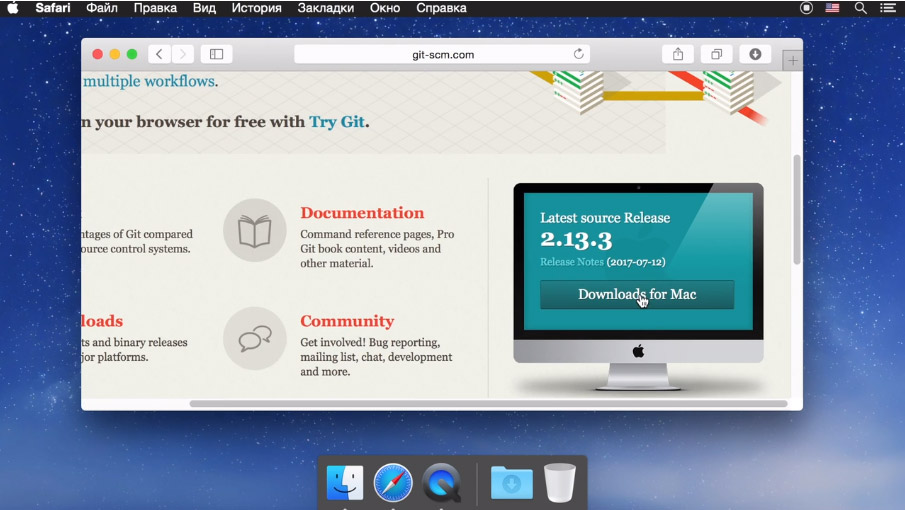 Safari Файл Правка Вид История Закладки Окно Справка
git-scm.com
multiple workflows.
n your browser for free with Try Git.
ntages of Git compared
ource control systems.
Documentation
Command reference pages, Pro
Git book content, videos and
other material.
loads
ts and binary releases
jor platforms.
Community
Get involved! Bug reporting,
mailing list, chat, development
and more.
Latest source Release
2.13.3
Release Notes (2017-07-12)
Downloads for Mac